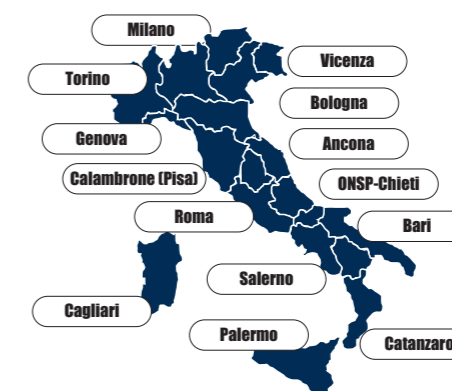 Milano
Vicenza
Torino
Bologna
Genova
Ancona
Calambrone (Pisa)
ONSP-Chieti
Roma
Bari
Salerno
Cagliari
Palermo
Catanzaro